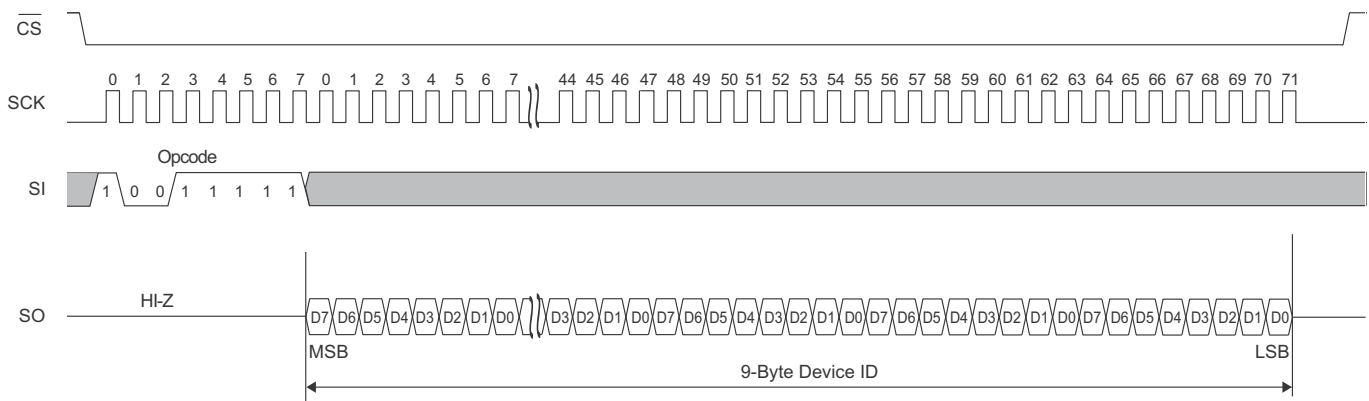 CS
0 1 2 3 4 5 6 7 0 1 2 3 4 5 6 7 44 45 46 47 48 49 50 51 52 53 54 55 56 57 58 59 60 61 62 63 64 65 66 67 68 69 70 71
SCK
Opcode
SI 1 0 0 1 1 1 1 1
HI-Z
SO D7 D6 D5 D4 D3 D2 D1 D0 D3 D2 D1 D0 D7 D6 D5 D4 D3 D2 D1 D0 D7 D6 D5 D4 D3 D2 D1 D0 D7 D6 D5 D4 D3 D2 D1 D0
MSB LSB
9-Byte Device ID